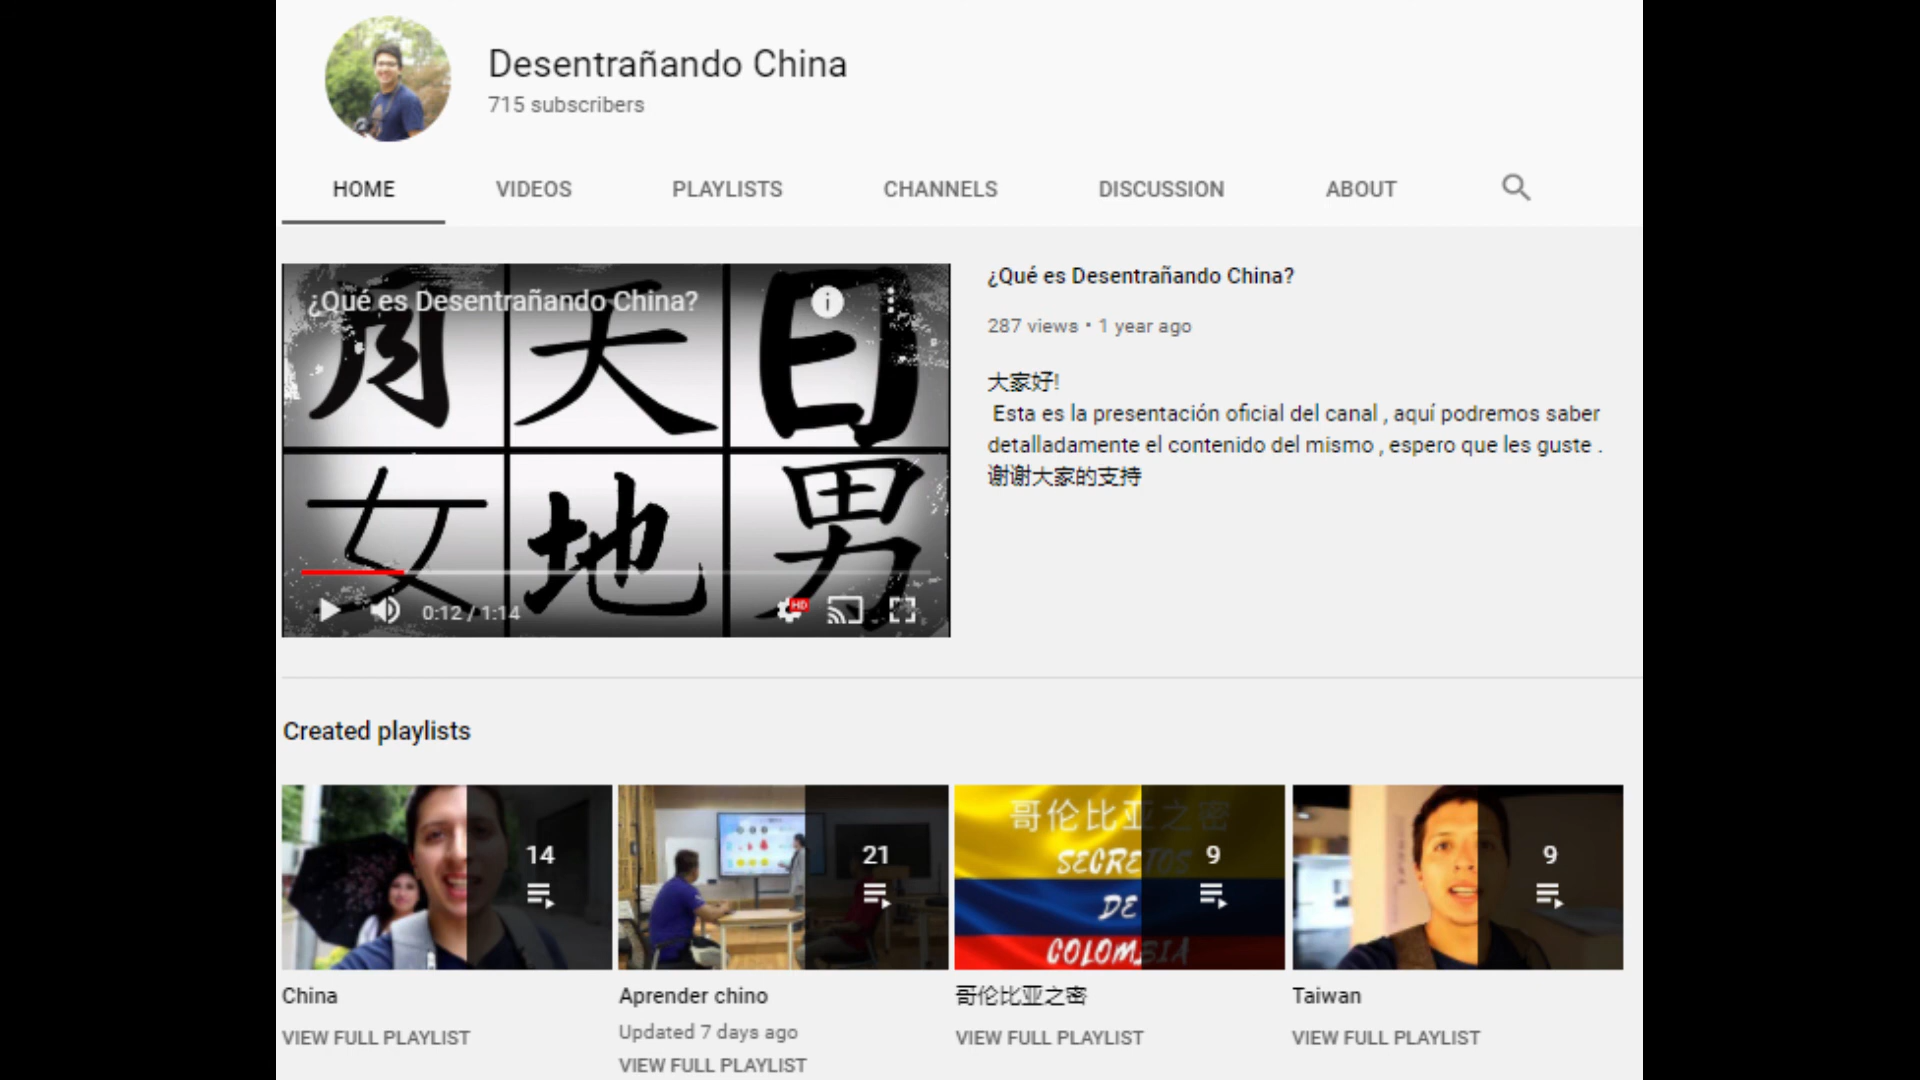 Desentrañando China
715 subscribers
HOME VIDEOS PLAYLISTS CHANNELS DISCUSSION ABOUT
¿Qué es Desentrañando China?
月 天 日
女 地 男
0:12 / 1:14
HD
¿Qué es Desentrañando China?
287 views • 1 year ago
大家好!
Esta es la presentación oficial del canal , aquí podremos saber
detalladamente el contenido del mismo , espero que les guste .
谢谢大家的支持
Created playlists
14
21
哥伦比亚之密
SECRETOS
DE
COLOMBIA
9
9
China
VIEW FULL PLAYLIST
Aprender chino
Updated 7 days ago
VIEW FULL PLAYLIST
哥伦比亚之密
VIEW FULL PLAYLIST
Taiwan
VIEW FULL PLAYLIST